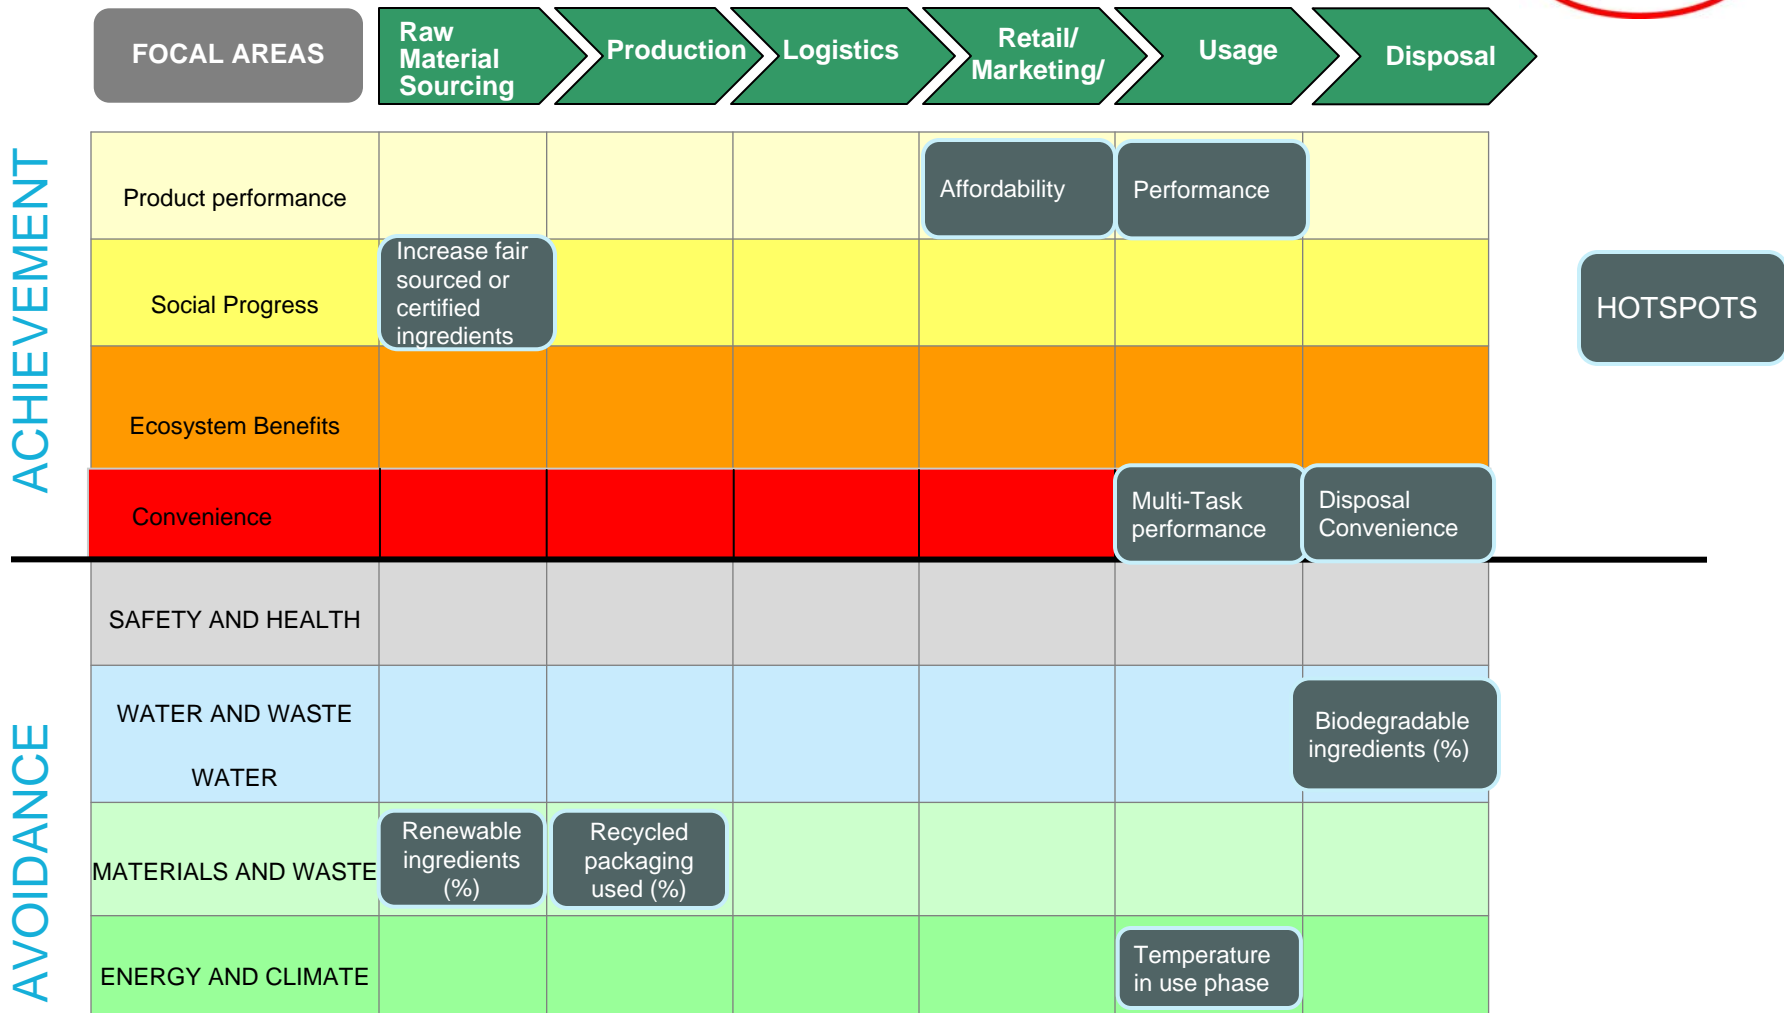 FOCAL AREAS
Raw
Material
Sourcing
Production
Logistics
Retail/
Marketing/
Usage
Disposal
ACHIEVEMENT
Product performance
Affordability
Performance
Social Progress
Increase fair
sourced or
certified
ingredients
HOTSPOTS
Ecosystem Benefits
Convenience
Multi-Task
performance
Disposal
Convenience
AVOIDANCE
SAFETY AND HEALTH
WATER AND WASTE
WATER
Biodegradable
ingredients (%)
MATERIALS AND WASTE
Renewable
ingredients
(%)
Recycled
packaging
used (%)
ENERGY AND CLIMATE
Temperature
in use phase